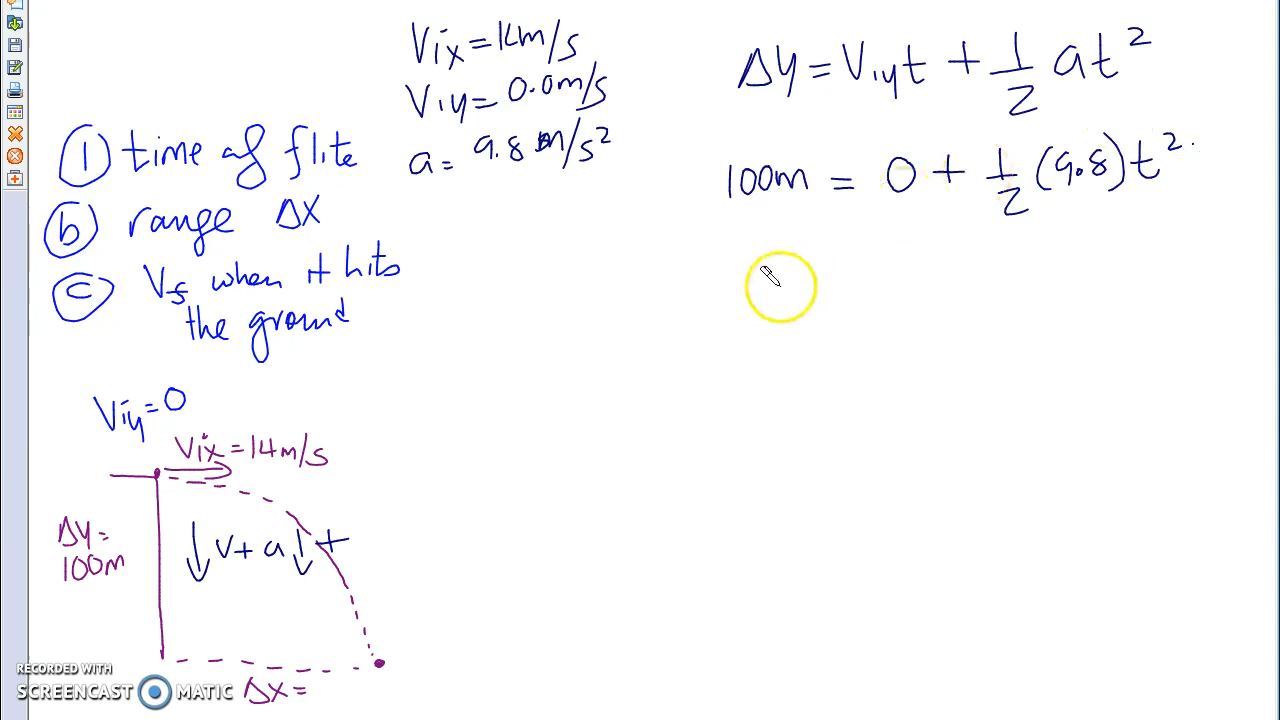 Vix = 14m/s
V1y = 0.0m/s
a = 9.8 m/s²
① time of flite
ⓑ range ΔX
ⓒ Vf when it hits
the ground
Viy = 0
Vix = 14m/s
ΔY =
100m
V + a +
ΔX =
ΔY = V1yt + 1/2 at²
100m = 0 + 1/2 (9.8)t²
RECORDED WITH
SCREENCAST MATIC